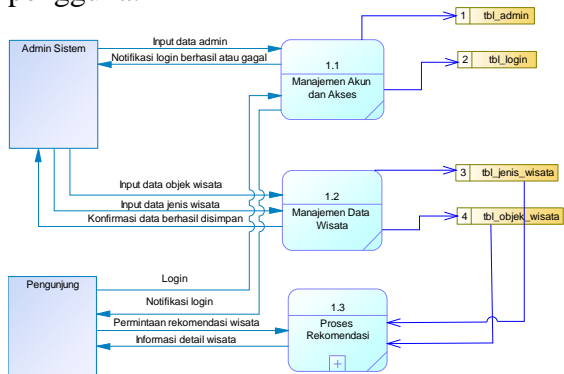 pengguna.
1 tbl_admin
Admin Sistem
Input data admin
Notifikasi login berhasil atau gagal
1.1
Manajemen Akun
dan Akses
2 tbl_login
Input data objek wisata
Input data jenis wisata
Konfirmasi data berhasil disimpan
1.2
Manajemen Data
Wisata
3 tbl_jenis_wisata
4 tbl_objek_wisata
Pengunjung
Login
Notifikasi login
Permintaan rekomendasi wisata
Informasi detail wisata
1.3
Proses
Rekomendasi
+